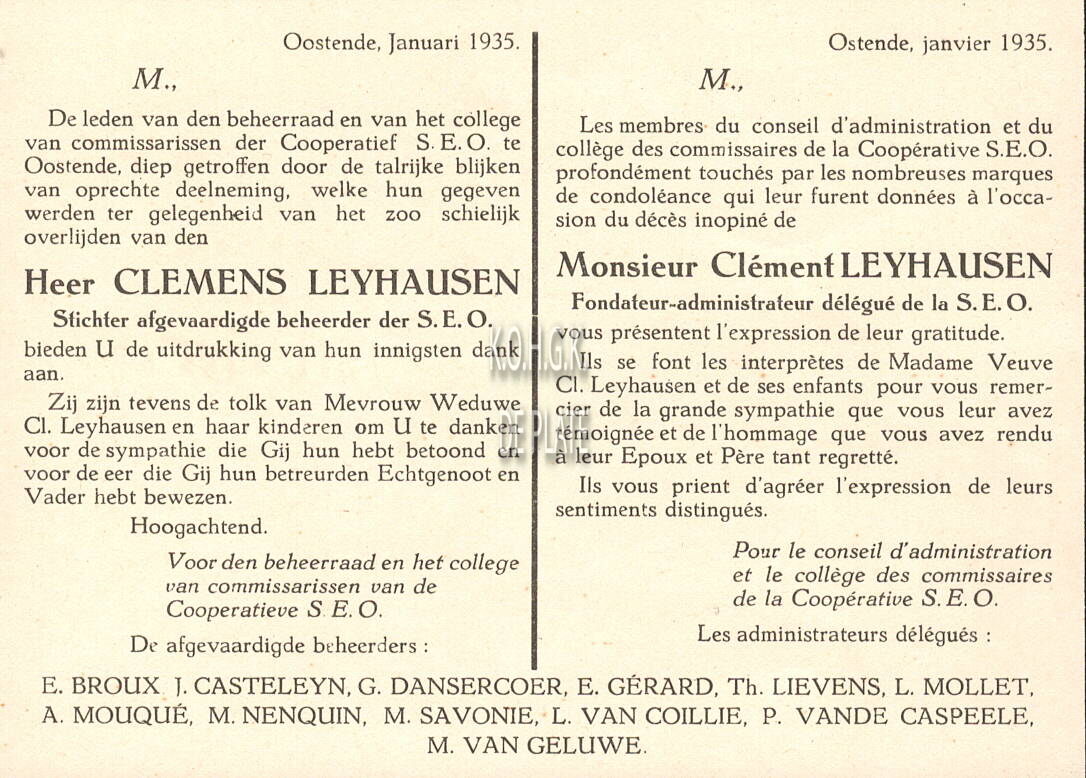 Oostende, Januari 1935.
M.,
De leden van den beheerraad en van het college
van commissarissen der Cooperatief S.E.O. te
Oostende, diep getroffen door de talrijke blijken
van oprechte deelneming, welke hun gegeven
werden ter gelegenheid van het zoo schielijk
overlijden van den
Heer CLEMENS LEYHAUSEN
Stichter afgevaardigde beheerder der S.E.O.
bieden U de uitdrukking van hun innigsten dank
aan.
Zij zijn tevens de tolk van Mevrouw Weduwe
Cl. Leyhausen en haar kinderen om U te danken
voor de sympathie die Gij hun hebt betoond en
voor de eer die Gij hun betreurden Echtgenoot en
Vader hebt bewezen.
Hoogachtend.
Voor den beheerraad en het college
van commissarissen van de
Cooperatieve S.E.O.
De afgevaardigde beheerders :
Ostende, janvier 1935.
M.,
Les membres du conseil d'administration et du
collège des commissaires de la Coopérative S.E.O.
profondément touchés par les nombreuses marques
de condoléance qui leur furent données à l'occa-
sion du décès inopiné de
Monsieur Clément LEYHAUSEN
Fondateur-administrateur délégué de la S.E.O.
vous présentent l'expression de leur gratitude.
Ils se font les interprètes de Madame Veuve
Cl. Leyhausen et de ses enfants pour vous remer-
cier de la grande sympathie que vous leur avez
témoignée et de l'hommage que vous avez rendu
à leur Epoux et Père tant regretté.
Ils vous prient d'agréer l'expression de leurs
sentiments distingués.
Pour le conseil d'administration
et le collège des commissaires
de la Coopérative S.E.O.
Les administrateurs délégués :
E. BROUX J. CASTELEYN, G. DANSERCOER, E. GÉRARD, Th. LIEVENS, L. MOLLET,
A. MOUQUÉ, M. NENQUIN, M. SAVONIE, L. VAN COILLIE, P. VANDE CASPEELE,
M. VAN GELUWE.
KO.H.GK
DE PLATE